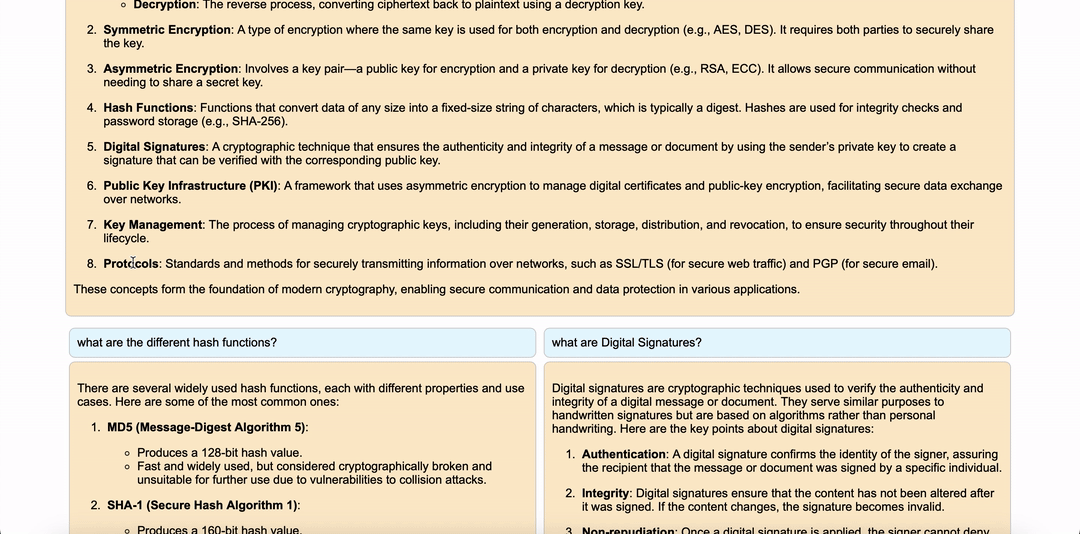 Decryption: The reverse process, converting ciphertext back to plaintext using a decryption key.
2. Symmetric Encryption: A type of encryption where the same key is used for both encryption and decryption (e.g., AES, DES). It requires both parties to securely share
the key.
3. Asymmetric Encryption: Involves a key pair—a public key for encryption and a private key for decryption (e.g., RSA, ECC). It allows secure communication without
needing to share a secret key.
4. Hash Functions: Functions that convert data of any size into a fixed-size string of characters, which is typically a digest. Hashes are used for integrity checks and
password storage (e.g., SHA-256).
5. Digital Signatures: A cryptographic technique that ensures the authenticity and integrity of a message or document by using the sender's private key to create a
signature that can be verified with the corresponding public key.
6. Public Key Infrastructure (PKI): A framework that uses asymmetric encryption to manage digital certificates and public-key encryption, facilitating secure data exchange
over networks.
7. Key Management: The process of managing cryptographic keys, including their generation, storage, distribution, and revocation, to ensure security throughout their
lifecycle.
8. Protocols: Standards and methods for securely transmitting information over networks, such as SSL/TLS (for secure web traffic) and PGP (for secure email).
These concepts form the foundation of modern cryptography, enabling secure communication and data protection in various applications.
what are the different hash functions?
There are several widely used hash functions, each with different properties and use
cases. Here are some of the most common ones:
1. MD5 (Message-Digest Algorithm 5):
Produces a 128-bit hash value.
Fast and widely used, but considered cryptographically broken and
unsuitable for further use due to vulnerabilities to collision attacks.
2. SHA-1 (Secure Hash Algorithm 1):
Produces a 160-bit hash value.
what are Digital Signatures?
Digital signatures are cryptographic techniques used to verify the authenticity and
integrity of a digital message or document. They serve similar purposes to
handwritten signatures but are based on algorithms rather than personal
handwriting. Here are the key points about digital signatures:
1. Authentication: A digital signature confirms the identity of the signer, assuring
the recipient that the message or document was signed by a specific individual.
2. Integrity: Digital signatures ensure that the content has not been altered after
it was signed. If the content changes, the signature becomes invalid.
3. Non-repudiation: Once a digital signature is applied, the signer cannot deny